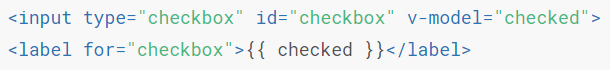 <input type="checkbox" id="checkbox" v-model="checked">
<label for="checkbox">{{ checked }}</label>